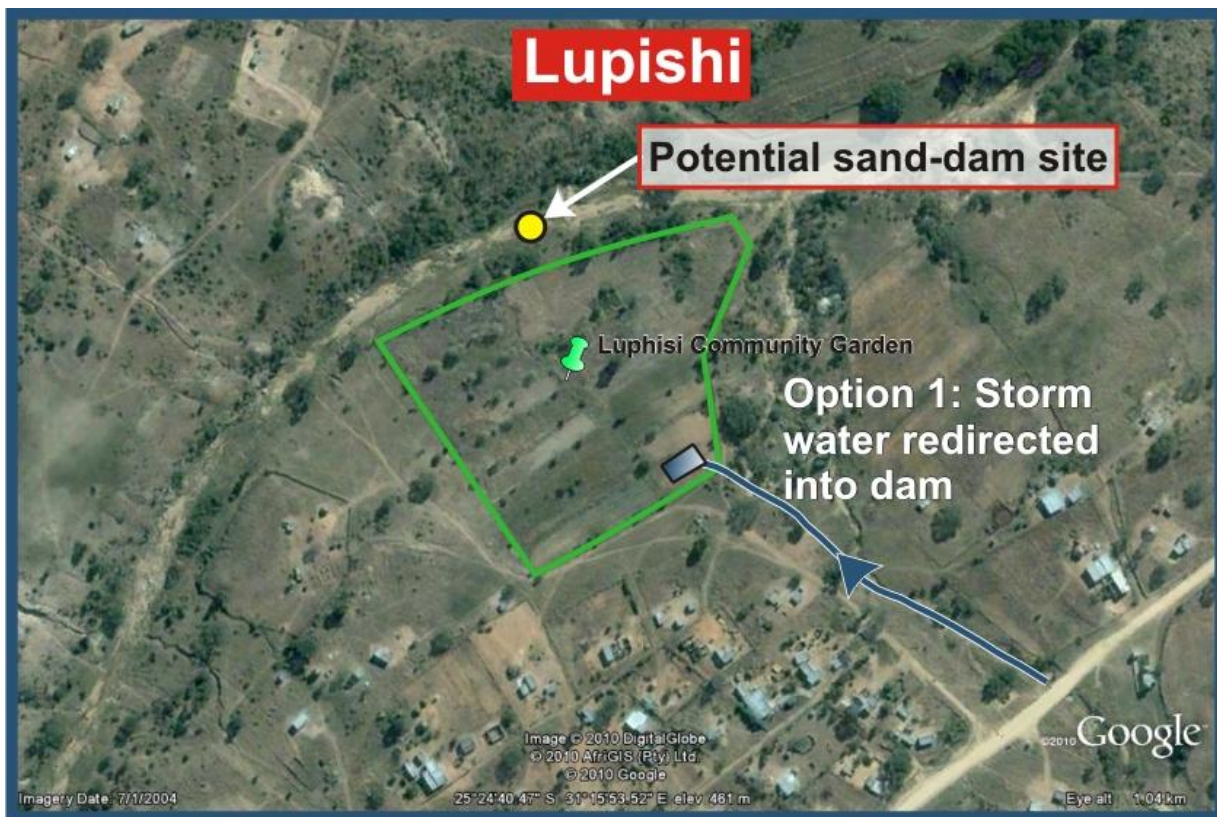 Lupishi
Potential sand-dam site
Luphisi Community Garden
Option 1: Storm
water redirected
into dam
Image © 2010 DigitalGlobe
© 2010 AfriGIS (Pty) Ltd.
© 2010 Google
©2010 Google
Imagery Date: 7/1/2004
25°24'40.47" S 31°15'53.52" E elev 461 m
Eye alt 1.04 km